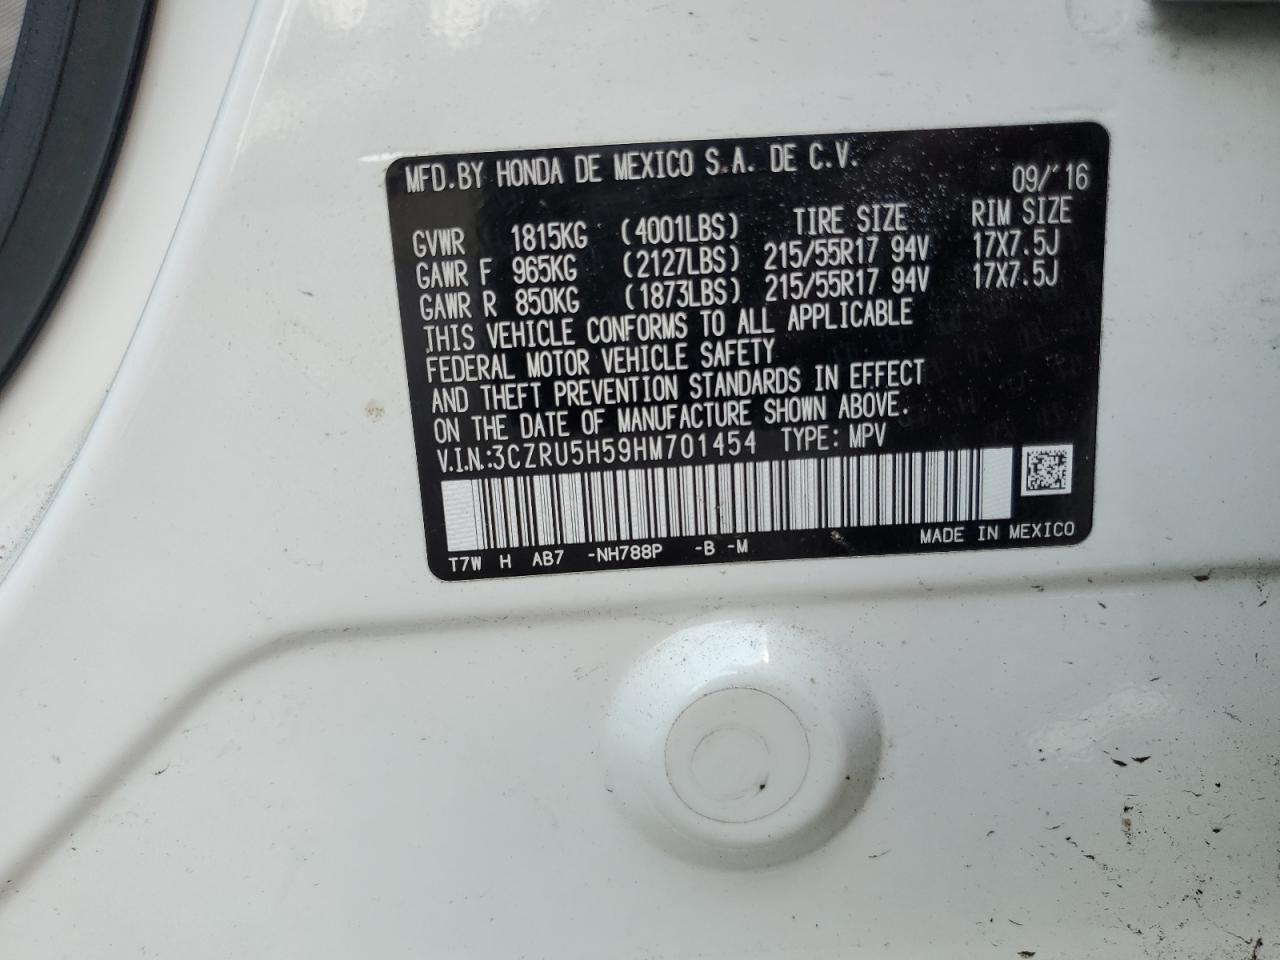 MFD.BY HONDA DE MEXICO S.A. DE C.V.
09/'16
GVWR 1815KG (4001LBS) TIRE SIZE RIM SIZE
GAWR F 965KG (2127LBS) 215/55R17 94V 17X7.5J
GAWR R 850KG (1873LBS) 215/55R17 94V 17X7.5J
THIS VEHICLE CONFORMS TO ALL APPLICABLE
FEDERAL MOTOR VEHICLE SAFETY
AND THEFT PREVENTION STANDARDS IN EFFECT
ON THE DATE OF MANUFACTURE SHOWN ABOVE.
V.I.N.:3CZRU5H59HM701454 TYPE: MPV
T7W H AB7 -NH788P -B -M MADE IN MEXICO